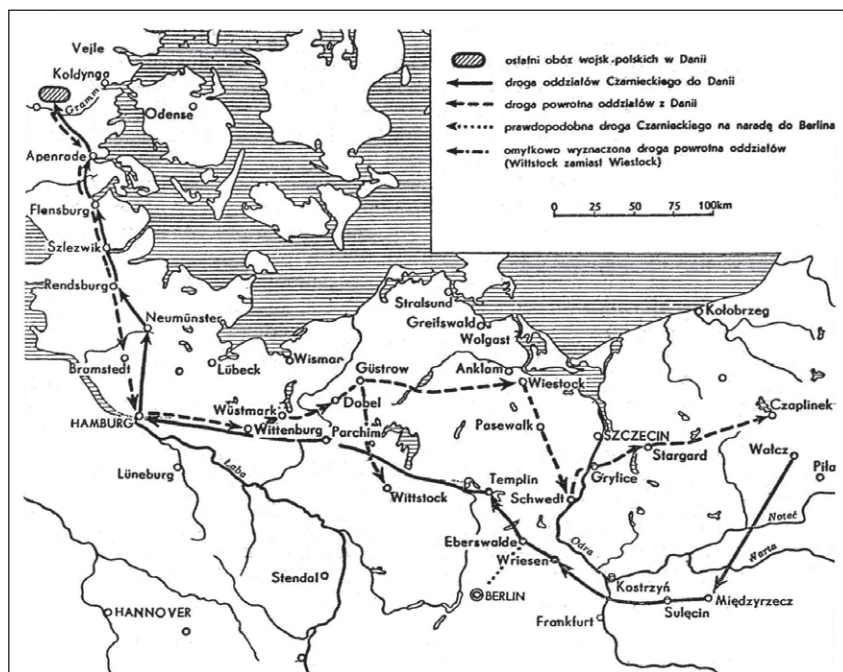 Vejle
Koldynga
Gramm
Odense
Apenrade
Flensburg
Szlezwik
Rendsburg
Neumünster
Bramstedt
Lübeck
Wismar
HAMBURG
Wüstmark
Wittenburg
Dobel
Güstrow
Parchim
Stralsund
Greifswald
Wolgast
Anklam
Wiestock
Pasewalk
Kołobrzeg
Czaplinek
SZCZECIN
Stargard
Gryfice
Wałcz
Piła
Lüneburg
Łaba
Wittstock
Templin
Schwedt
Odra
Noteć
Warta
Eberswalde
Wriesen
BERLIN
Kostrzyń
Sulęcin
Międzyrzecz
Frankfurt
Stendal
HANNOVER
ostatni obóz wojsk polskich w Danii
droga oddziałów Czarnieckiego do Danii
droga powrotna oddziałów z Danii
prawdopodobna droga Czarnieckiego na naradę do Berlina
omyłkowo wyznaczona droga powrotna oddziałów
(Wittstock zamiast Wiestock)
0 25 50 75 100km